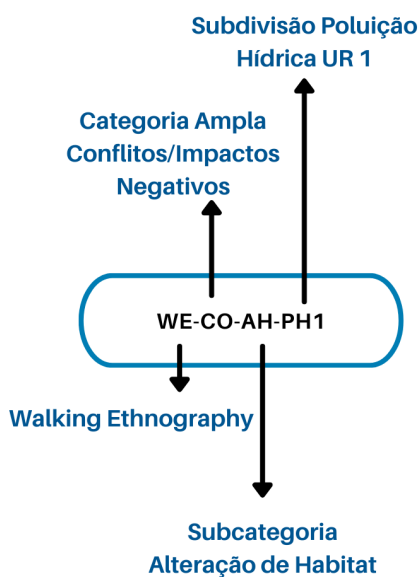 Subdivisão Poluição
Hídrica UR 1
Categoria Ampla
Conflitos/Impactos
Negativos
WE-CO-AH-PH1
Walking Ethnography
Subcategoria
Alteração de Habitat